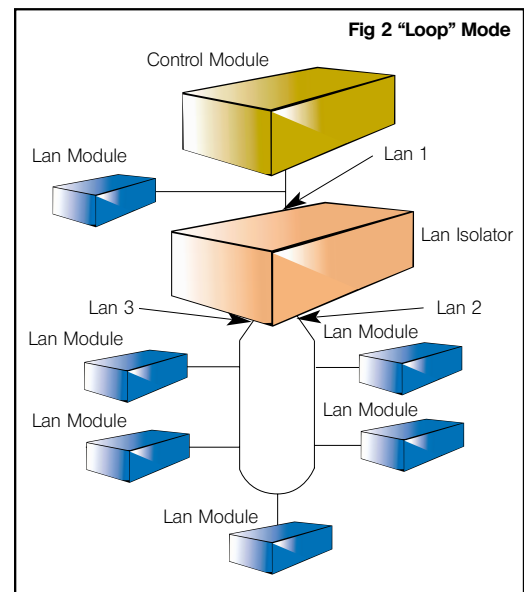 Fig 2 “Loop” Mode
Control Module
Lan Module
Lan 1
Lan Isolator
Lan 3
Lan 2
Lan Module
Lan Module
Lan Module
Lan Module
Lan Module